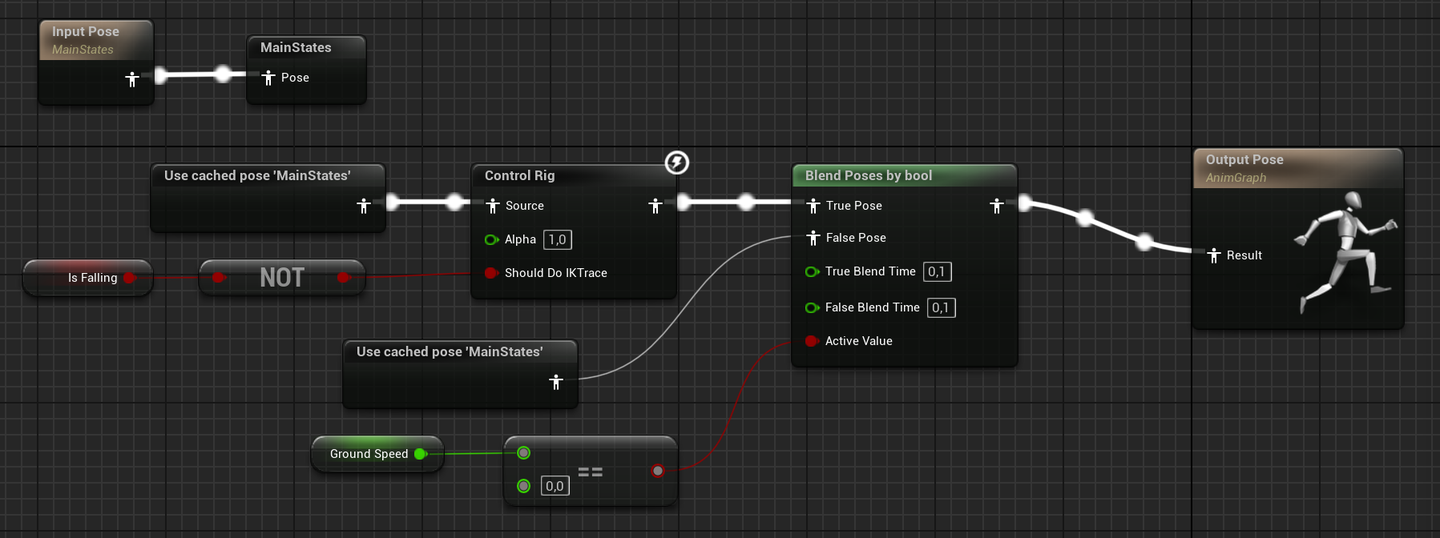 Input Pose
MainStates
MainStates
Pose
Use cached pose 'MainStates'
Control Rig
Source
Alpha 1,0
Should Do IKTrace
Is Falling
NOT
Blend Poses by bool
True Pose
False Pose
True Blend Time 0,1
False Blend Time 0,1
Active Value
Output Pose
AnimGraph
Result
Use cached pose 'MainStates'
Ground Speed
==
0,0